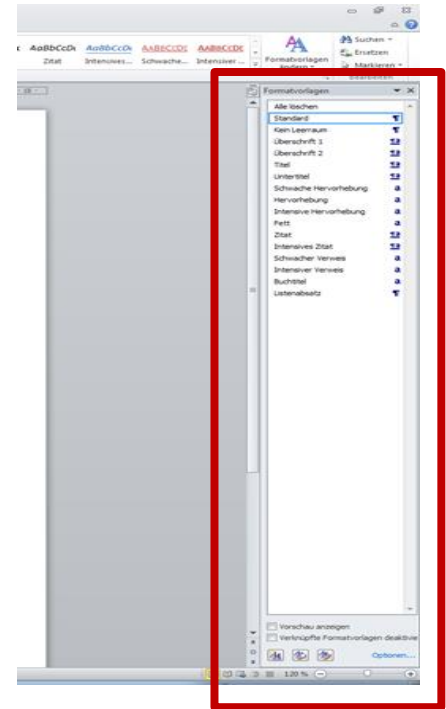 AaBbCcDc AaBbCcDc AaBbCcDc AaBbCcDc
Zitat Intensives... Schwache... Intensiver ...
Formatvorlagen ändern
Suchen
Ersetzen
Markieren
Bearbeiten
Formatvorlagen
Alle löschen
Standard ¶
Kein Leerraum ¶
Überschrift 1 ¶a
Überschrift 2 ¶a
Titel ¶a
Untertitel ¶a
Schwache Hervorhebung a
Hervorhebung a
Intensive Hervorhebung a
Fett a
Zitat ¶a
Intensives Zitat ¶a
Schwacher Verweis a
Intensiver Verweis a
Buchtitel a
Listenabsatz ¶
Vorschau anzeigen
Verknüpfte Formatvorlagen deaktivie
Optionen...
120 %